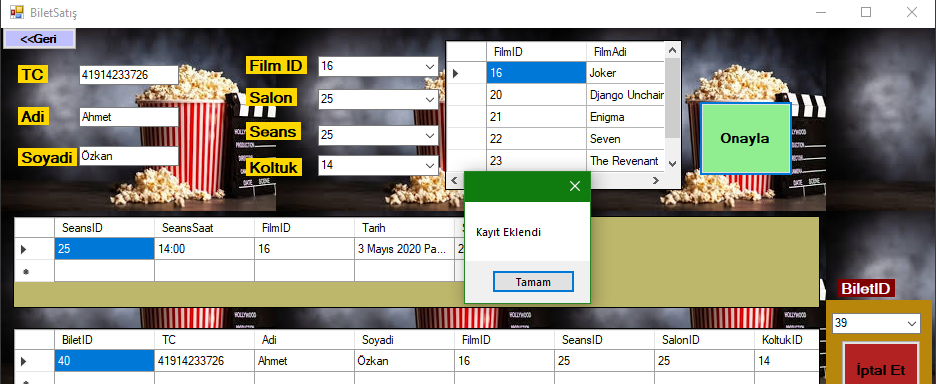 BiletSatış
<<Geri
TC 41914233726
Adi Ahmet
Soyadi Özkan
Film ID 16
Salon 25
Seans 25
Koltuk 14
FilmID FilmAdi
16 Joker
20 Django Unchair
21 Enigma
22 Seven
23 The Revenant
Onayla
Kayıt Eklendi
Tamam
SeansID SeansSaat FilmID Tarih
25 14:00 16 3 Mayıs 2020 Pa...
BiletID
39
İptal Et
BiletID TC Adi Soyadi FilmID SeansID SalonID KoltukID
40 41914233726 Ahmet Özkan 16 25 25 14